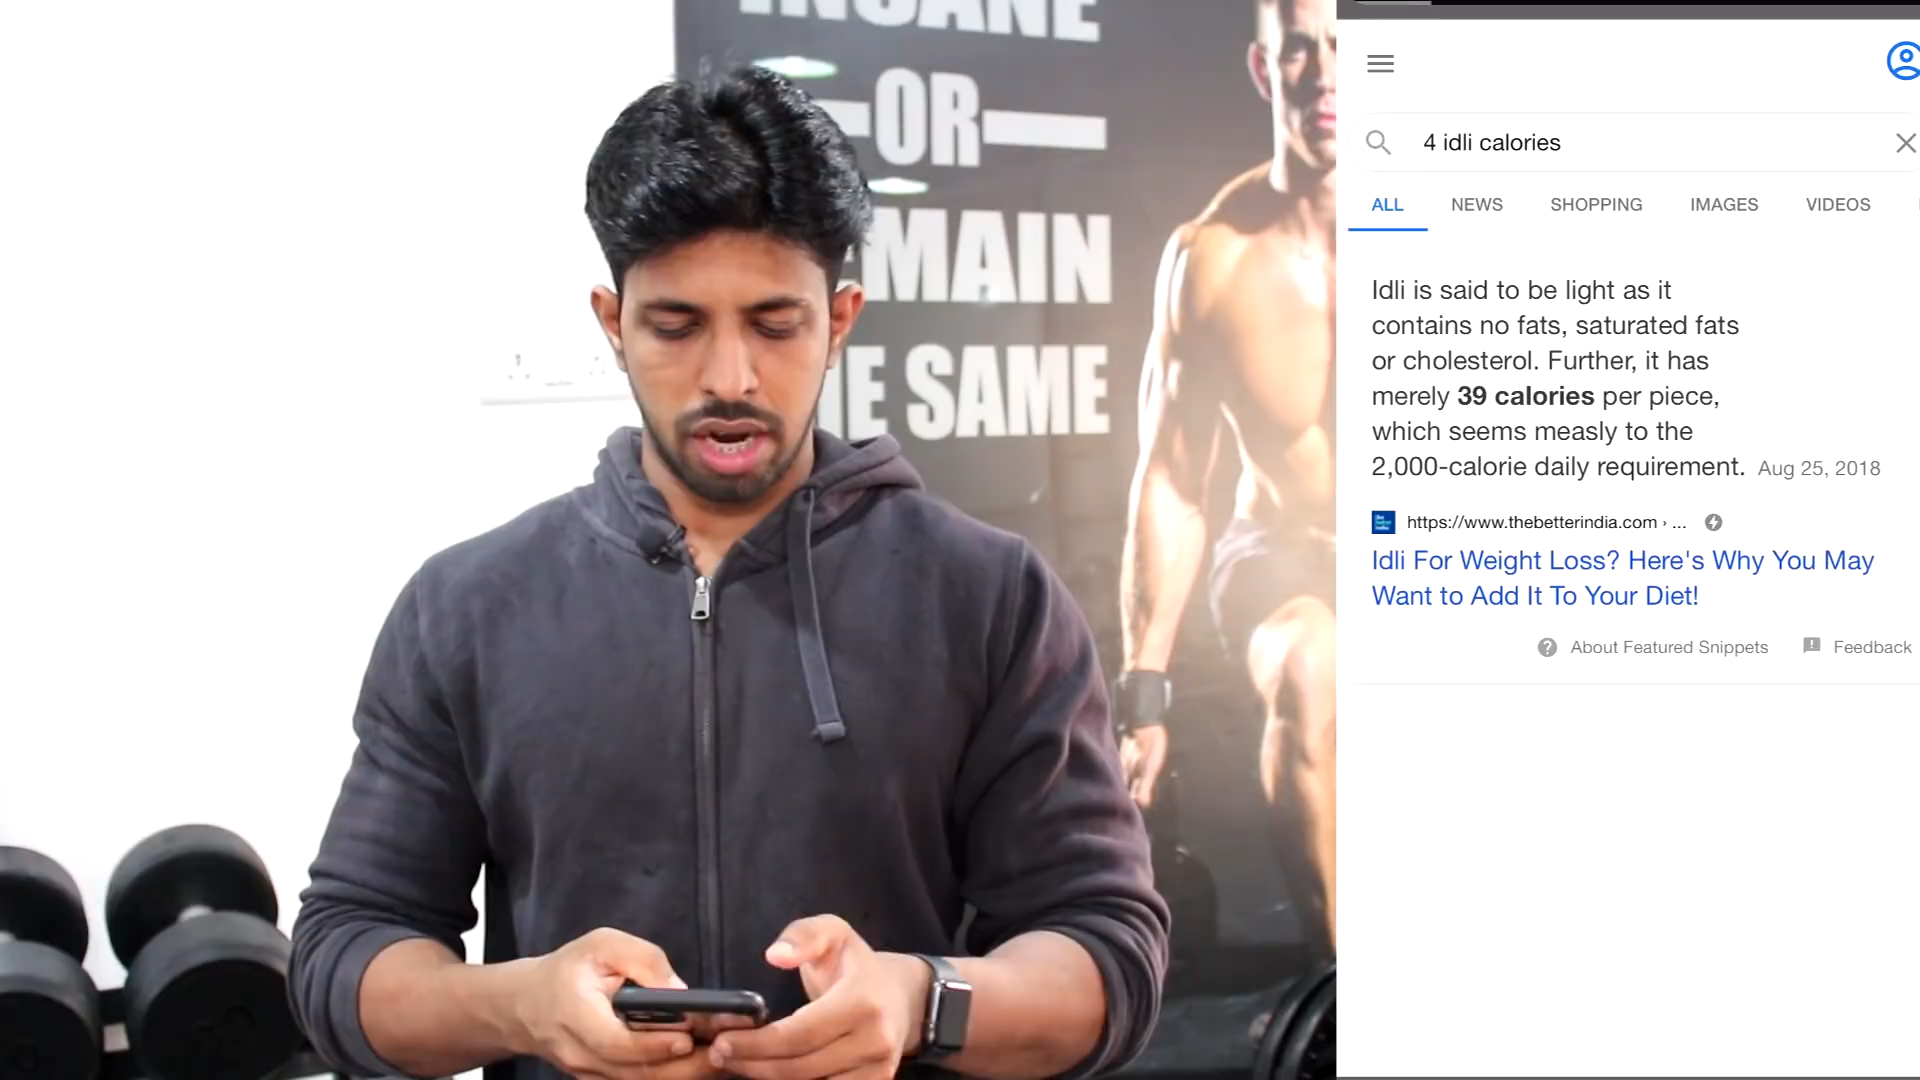 INSANE
OR
EMAIN
HE SAME
4 idli calories
ALL NEWS SHOPPING IMAGES VIDEOS
Idli is said to be light as it
contains no fats, saturated fats
or cholesterol. Further, it has
merely 39 calories per piece,
which seems measly to the
2,000-calorie daily requirement. Aug 25, 2018
https://www.thebetterindia.com › ...
Idli For Weight Loss? Here's Why You May
Want to Add It To Your Diet!
About Featured Snippets Feedback